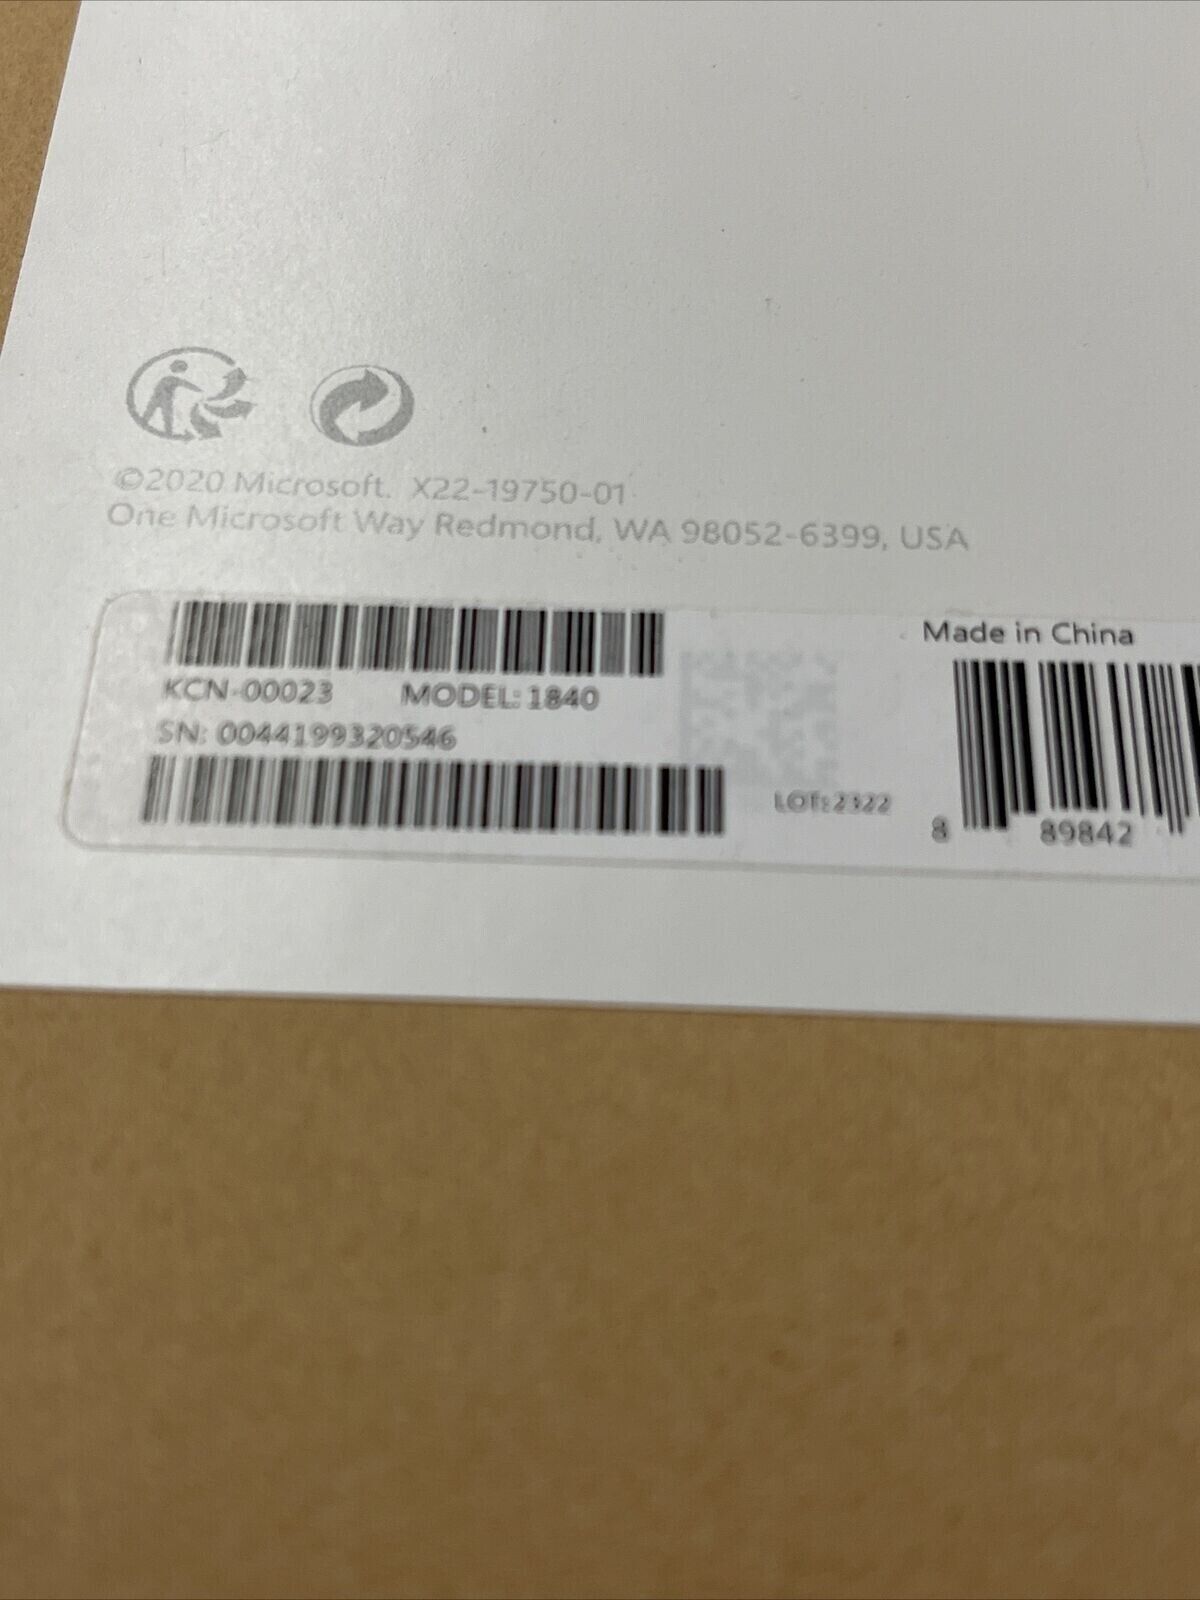 ©2020 Microsoft. X22-19750-01
One Microsoft Way Redmond, WA 98052-6399, USA
Made in China
KCN-00023 MODEL: 1840
SN: 0044199320546
LOT: 2122
8 89842